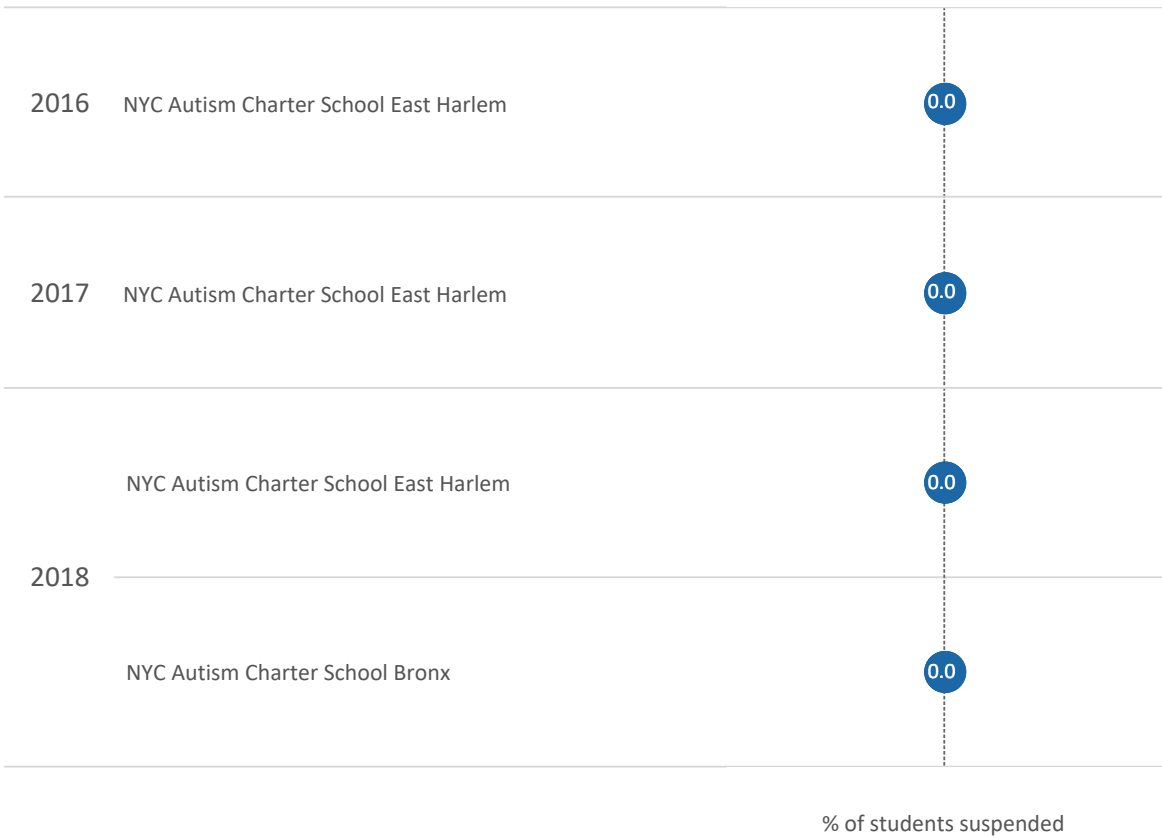 2016 NYC Autism Charter School East Harlem 0.0
2017 NYC Autism Charter School East Harlem 0.0
NYC Autism Charter School East Harlem 0.0
2018
NYC Autism Charter School Bronx 0.0
% of students suspended